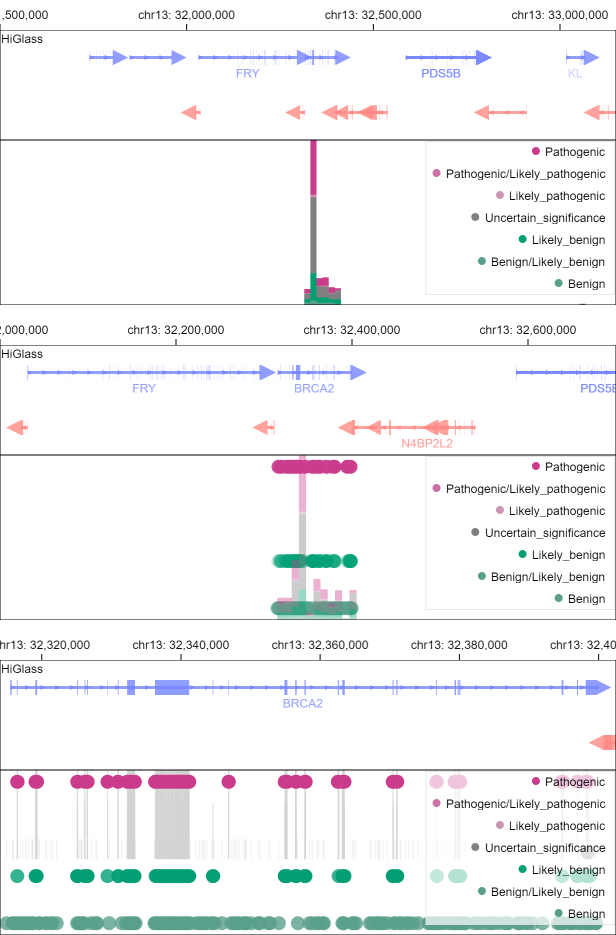 ,500,000 chr13: 32,000,000 chr13: 32,500,000 chr13: 33,000,000
HiGlass
FRY PDS5B KL
Pathogenic
Pathogenic/Likely_pathogenic
Likely_pathogenic
Uncertain_significance
Likely_benign
Benign/Likely_benign
Benign
2,000,000 chr13: 32,200,000 chr13: 32,400,000 chr13: 32,600,000
HiGlass
FRY BRCA2 PDS5B
N4BP2L2
Pathogenic
Pathogenic/Likely_pathogenic
Likely_pathogenic
Uncertain_significance
Likely_benign
Benign/Likely_benign
Benign
hr13: 32,320,000 chr13: 32,340,000 chr13: 32,360,000 chr13: 32,380,000 chr13: 32,40
HiGlass
BRCA2
Pathogenic
Pathogenic/Likely_pathogenic
Likely_pathogenic
Uncertain_significance
Likely_benign
Benign/Likely_benign
Benign